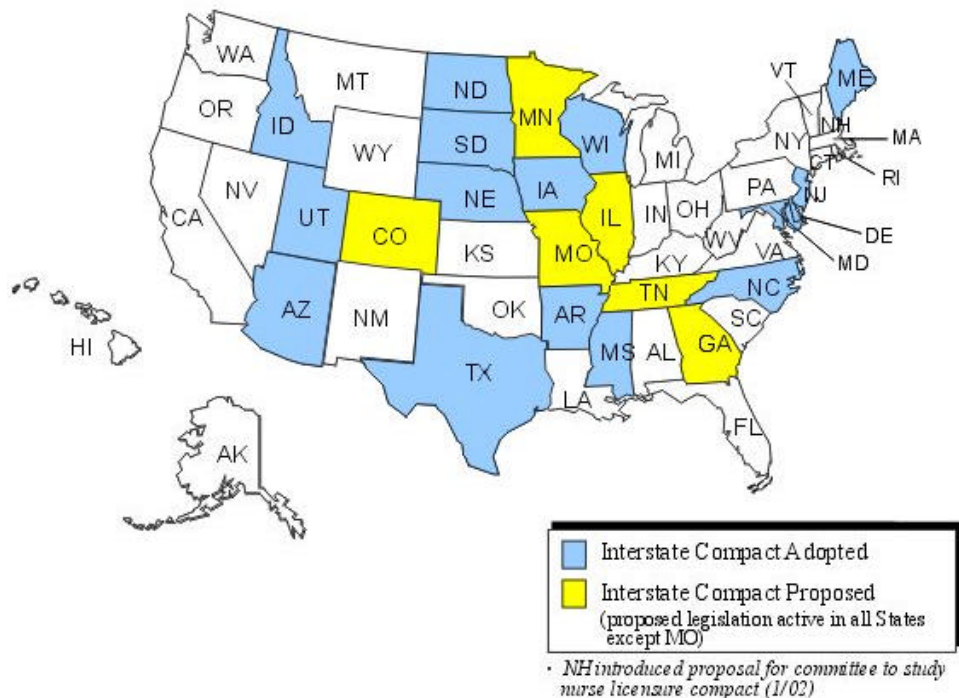 WA
MT
ND
MN
VT
ME
OR
ID
SD
WI
NY
NH
MA
WY
MI
CT
RI
NV
NE
IA
PA
NJ
CA
UT
CO
IL
IN
OH
DE
KS
MO
WV
VA
MD
KY
AZ
NM
OK
AR
TN
NC
SC
HI
TX
MS
AL
GA
LA
FL
AK
Interstate Compact Adopted
Interstate Compact Proposed
(proposed legislation active in all States
except MO)
· NH introduced proposal for committee to study
nurse licensure compact (1/02)